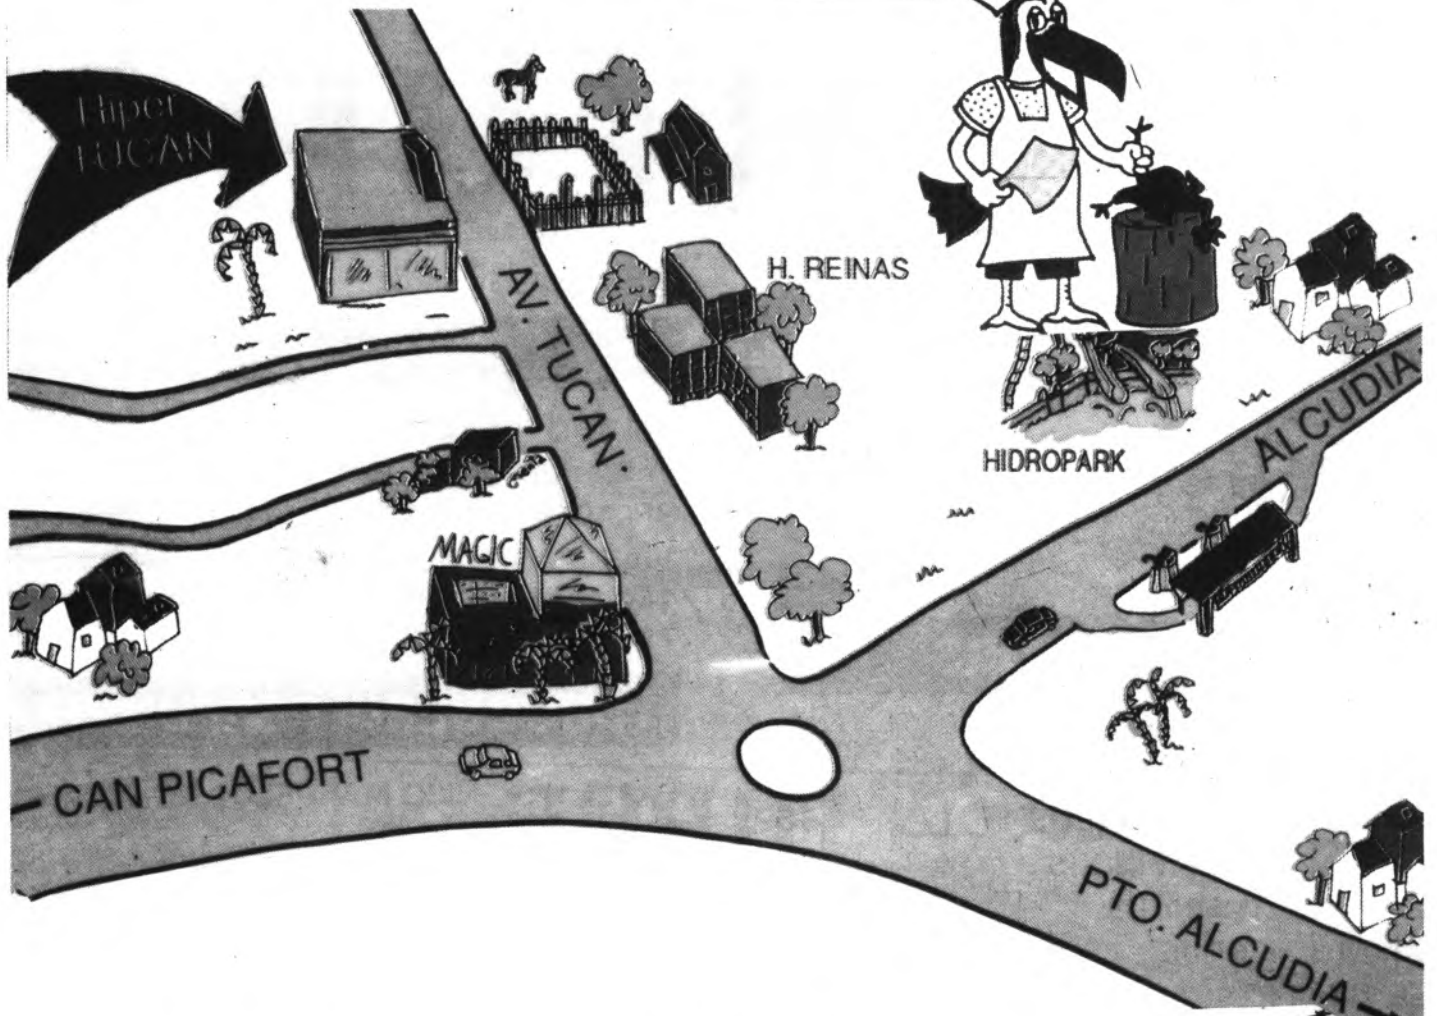 Hiper
TUCAN
H. REINAS
AV. TUCAN
HIDROPARK
ALCUDIA
MAGIC
CAN PICAFORT
PTO. ALCUDIA